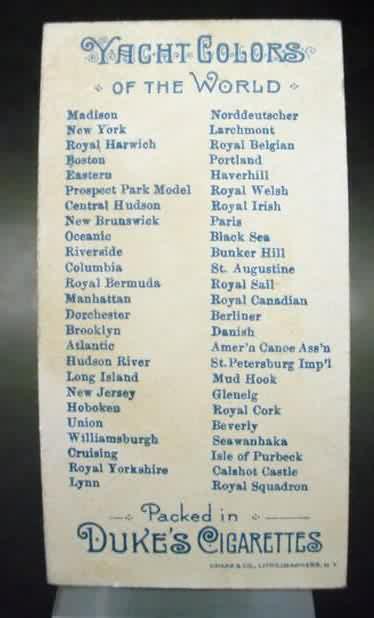 YACHT COLORS
OF THE WORLD
Madison
New York
Royal Harwich
Boston
Eastern
Prospect Park Model
Central Hudson
New Brunswick
Oceanic
Riverside
Columbia
Royal Bermuda
Manhattan
Dorchester
Brooklyn
Atlantic
Hudson River
Long Island
New Jersey
Hoboken
Union
Williamsburgh
Cruising
Royal Yorkshire
Lynn
Norddeutscher
Larchmont
Royal Belgian
Portland
Haverhill
Royal Welsh
Royal Irish
Paris
Black Sea
Bunker Hill
St. Augustine
Royal Sail
Royal Canadian
Berliner
Danish
Amer'n Canoe Ass'n
St. Petersburg Imp'l
Mud Hook
Glenelg
Royal Cork
Beverly
Seawanhaka
Isle of Purbeck
Calshot Castle
Royal Squadron
Packed in
DUKE'S CIGARETTES
& CO., LITHOGRAPHERS, N.Y.